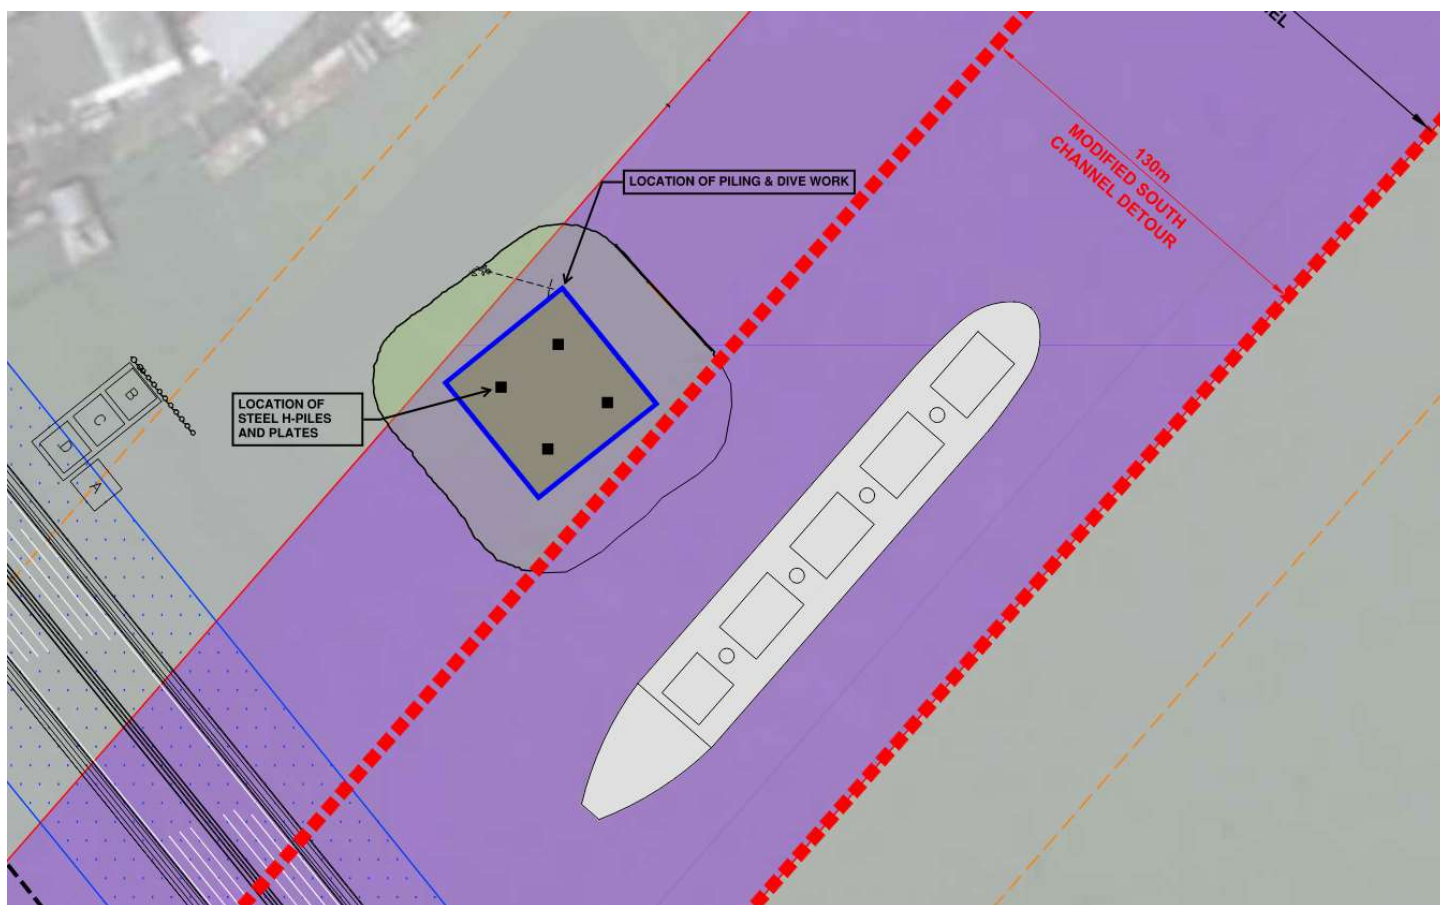 130m
MODIFIED SOUTH
CHANNEL DETOUR
LOCATION OF PILING & DIVE WORK
LOCATION OF
STEEL H-PILES
AND PLATES
B
C
D
A